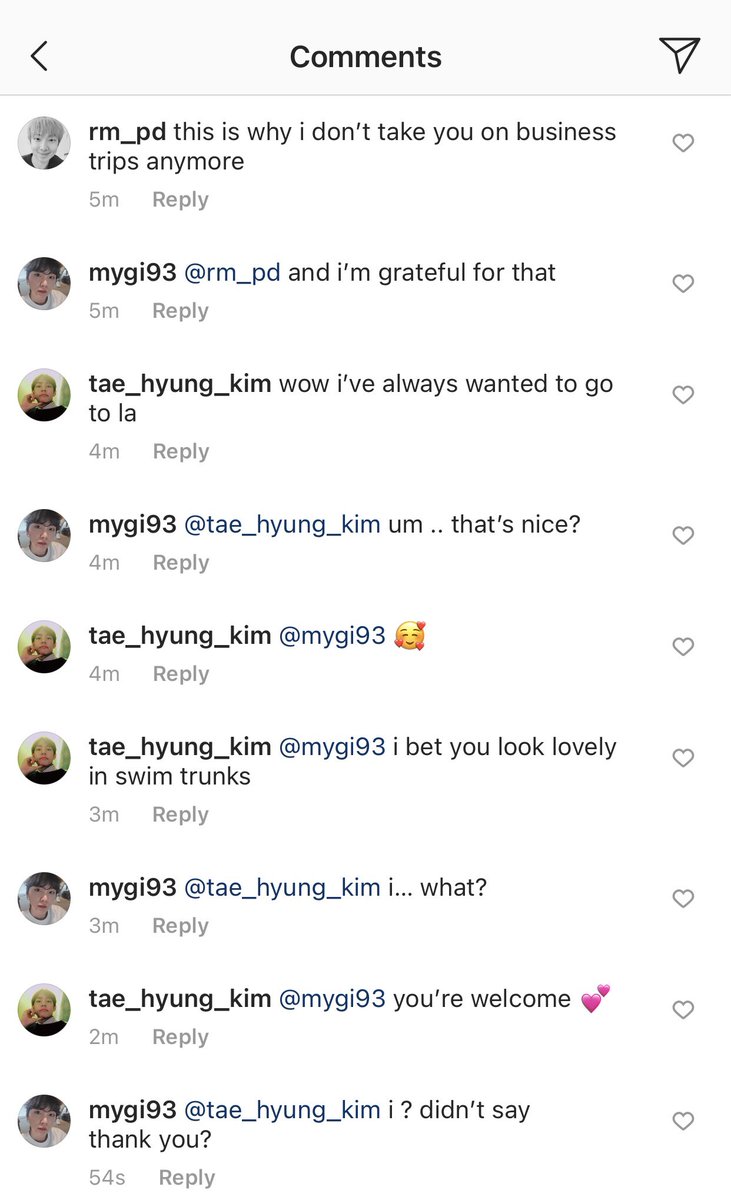 Comments
rm_pd this is why i don’t take you on business
trips anymore
5m Reply
mygi93 @rm_pd and i’m grateful for that
5m Reply
tae_hyung_kim wow i’ve always wanted to go
to la
4m Reply
mygi93 @tae_hyung_kim um .. that’s nice?
4m Reply
tae_hyung_kim @mygi93 🥰
4m Reply
tae_hyung_kim @mygi93 i bet you look lovely
in swim trunks
3m Reply
mygi93 @tae_hyung_kim i... what?
3m Reply
tae_hyung_kim @mygi93 you’re welcome 💕
2m Reply
mygi93 @tae_hyung_kim i ? didn’t say
thank you?
54s Reply